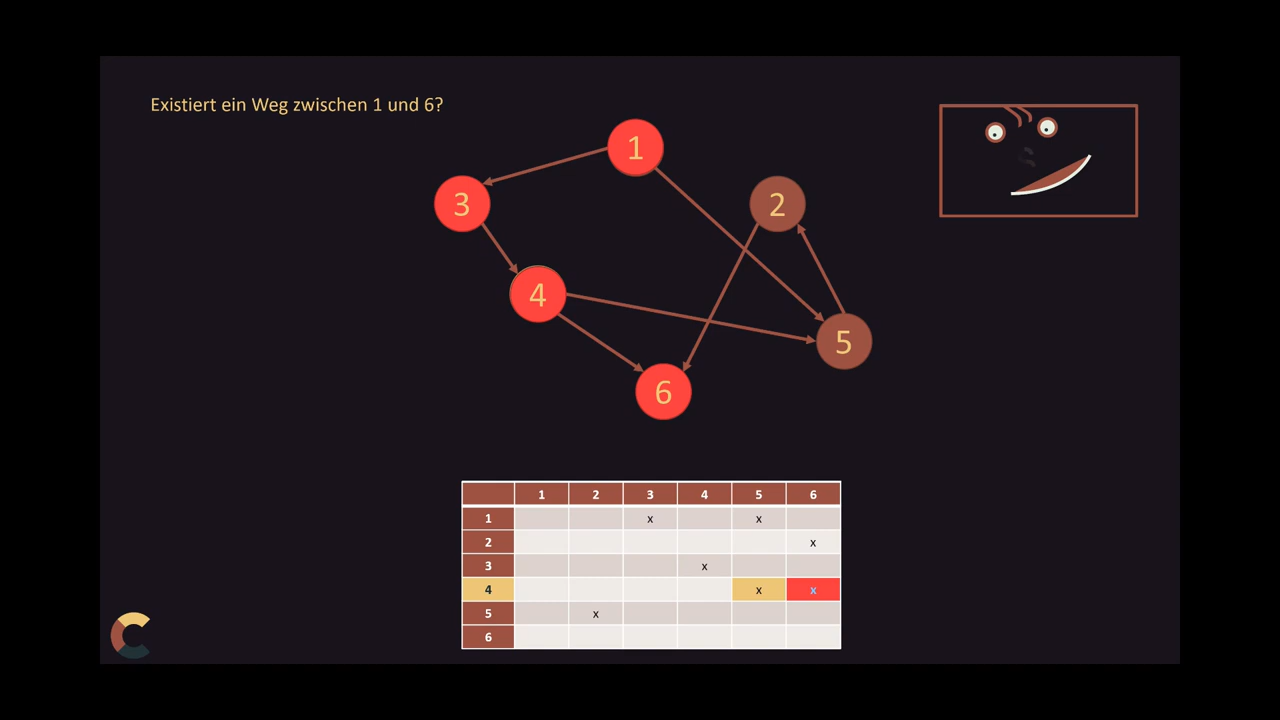 Existiert ein Weg zwischen 1 und 6?
1
3
2
4
5
6
1 2 3 4 5 6
1 x x
2 x
3 x
4 x x
5 x
6